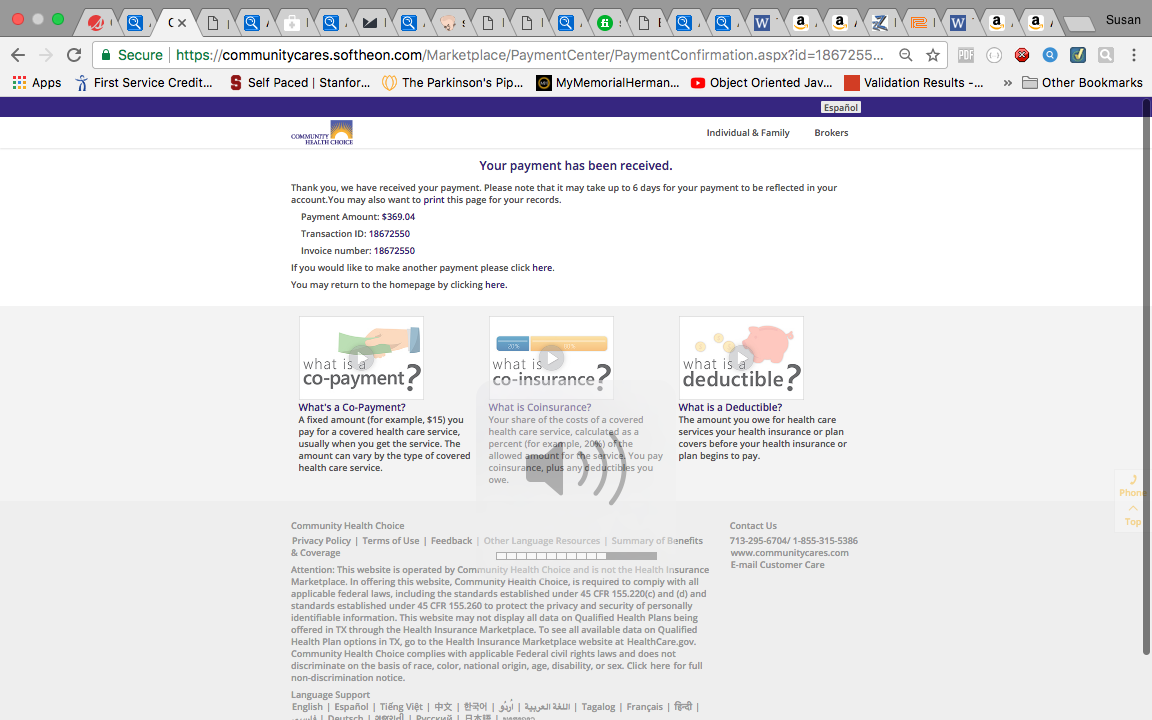 Susan
Secure | https://communitycares.softheon.com/Marketplace/PaymentCenter/PaymentConfirmation.aspx?id=1867255...
Apps First Service Credit... Self Paced | Stanfor... The Parkinson's Pip... MyMemorialHerman... Object Oriented Jav... Validation Results -... » Other Bookmarks
Español
COMMUNITY
HEALTH CHOICE
Individual & Family Brokers
Your payment has been received.
Thank you, we have received your payment. Please note that it may take up to 6 days for your payment to be reflected in your
account.You may also want to print this page for your records.
Payment Amount: $369.04
Transaction ID: 18672550
Invoice number: 18672550
If you would like to make another payment please click here.
You may return to the homepage by clicking here.
what is a
co-payment?
What's a Co-Payment?
A fixed amount (for example, $15) you
pay for a covered health care service,
usually when you get the service. The
amount can vary by the type of covered
health care service.
20%
what is
co-insurance?
What is Coinsurance?
Your share of the costs of a covered
health care service, calculated as a
percent (for example, 20%) of the
allowed amount for the service. You pay
coinsurance, plus any deductibles you
owe.
what is a
deductible?
What is a Deductible?
The amount you owe for health care
services your health insurance or plan
covers before your health insurance or
plan begins to pay.
Phone
Top
Community Health Choice
Privacy Policy | Terms of Use | Feedback | Other Language Resources | Summary of Benefits
& Coverage
Attention: This website is operated by Community Health Choice and is not the Health Insurance
Marketplace. In offering this website, Community Health Choice, is required to comply with all
applicable federal laws, including the standards established under 45 CFR 155.220(c) and (d) and
standards established under 45 CFR 155.260 to protect the privacy and security of personally
identifiable information. This website may not display all data on Qualified Health Plans being
offered in TX through the Health Insurance Marketplace. To see all available data on Qualified
Health Plan options in TX, go to the Health Insurance Marketplace website at HealthCare.gov.
Community Health Choice complies with applicable Federal civil rights laws and does not
discriminate on the basis of race, color, national origin, age, disability, or sex. Click here for full
non-discrimination notice.
Language Support
English | Español | Tiếng Việt | 中文 | 한국어 | اللغة العربية | اُردُو | Tagalog | Français | हिन्दी |
فارسی | Deutsch | ગુજરાતી | Русский | 日本語 |
Contact Us
713-295-6704/ 1-855-315-5386
www.communitycares.com
E-mail Customer Care